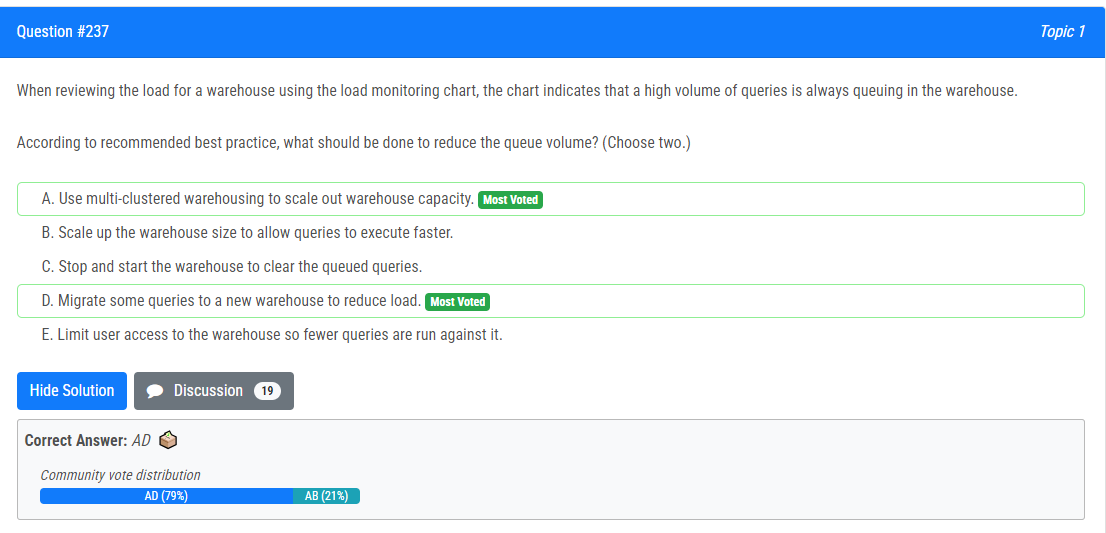 Question #237 Topic 1
When reviewing the load for a warehouse using the load monitoring chart, the chart indicates that a high volume of queries is always queuing in the warehouse.
According to recommended best practice, what should be done to reduce the queue volume? (Choose two.)
A. Use multi-clustered warehousing to scale out warehouse capacity. Most Voted
B. Scale up the warehouse size to allow queries to execute faster.
C. Stop and start the warehouse to clear the queued queries.
D. Migrate some queries to a new warehouse to reduce load. Most Voted
E. Limit user access to the warehouse so fewer queries are run against it.
Hide Solution Discussion 19
Correct Answer: AD
Community vote distribution
AD (79%) AB (21%)